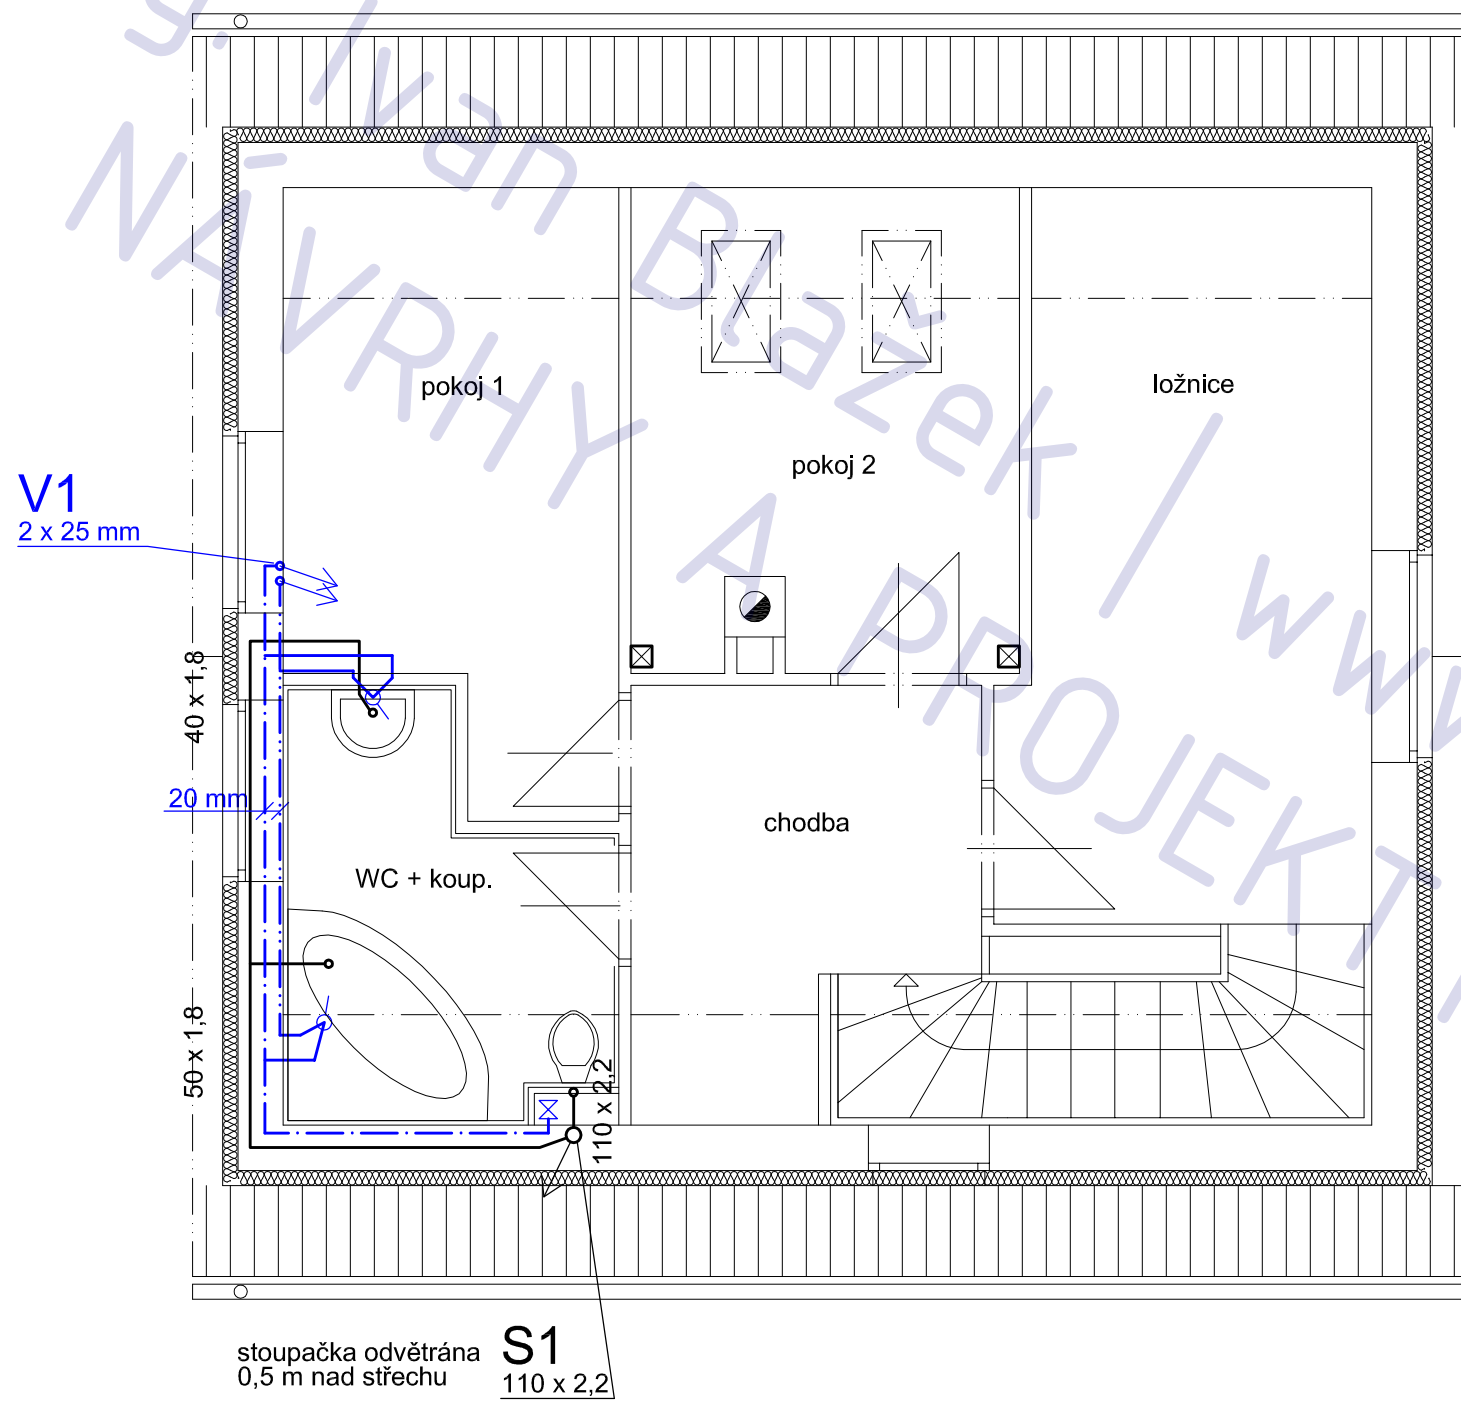 g. Ivan Blažek | www
NÁVRHY A PROJEKT
pokoj 1
ložnice
pokoj 2
V1
2 x 25 mm
40 x 1,8
20 mm
chodba
WC + koup.
50 x 1,8
110 x 2,2
stoupačka odvětrána
0,5 m nad střechu
S1
110 x 2,2